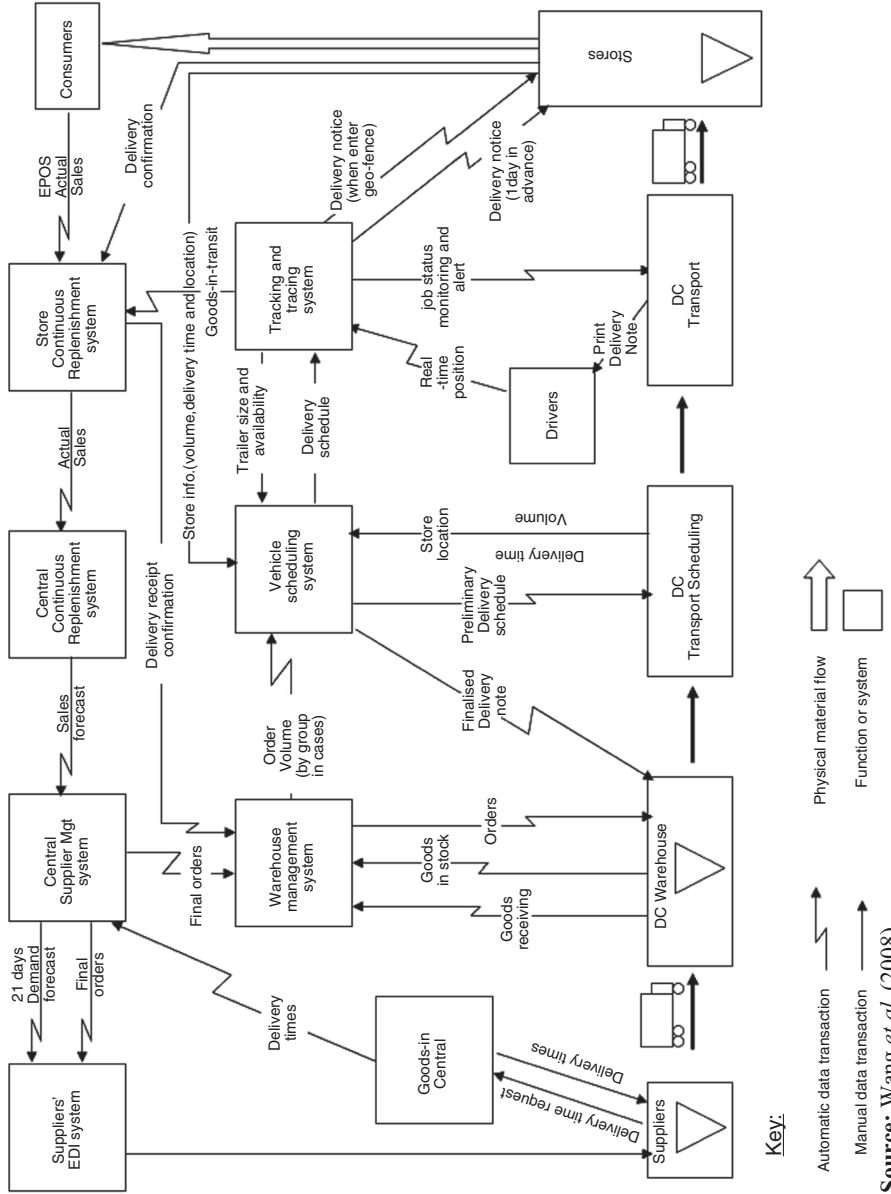 Consumers
EPOS
Actual
Sales
Delivery
confirmation
Store
Continuous
Replenishment
system
Actual
Sales
Central
Continuous
Replenishment
system
Sales
forecast
Central
Supplier Mgt
system
21 days
Demand
forecast
Final
orders
Suppliers'
EDI system
Stores
Delivery notice
(when enter
geo-fence)
Delivery notice
(1day in
advance)
Store info.(volume,delivery time and location)
Goods-in-transit
Delivery receipt
confirmation
Final orders
Delivery
times
Tracking and
tracing
system
Trailer size and
availability
Delivery
schedule
Vehicle
scheduling
system
Order
Volume
(by group
in cases)
Warehouse
management
system
Goods-in
Central
job status
monitoring and
alert
Real
-time
position
Print
Delivery
Note
Drivers
Store
location
Volume
Delivery time
Preliminary
Delivery
schedule
Finalised
Delivery
note
Orders
Goods
in stock
Goods
receiving
Delivery times
Delivery time request
DC
Transport
DC
Transport Scheduling
DC Warehouse
Suppliers
Key:
Automatic data transaction
Manual data transaction
Physical material flow
Function or system
Source: Wang et al. (2008)